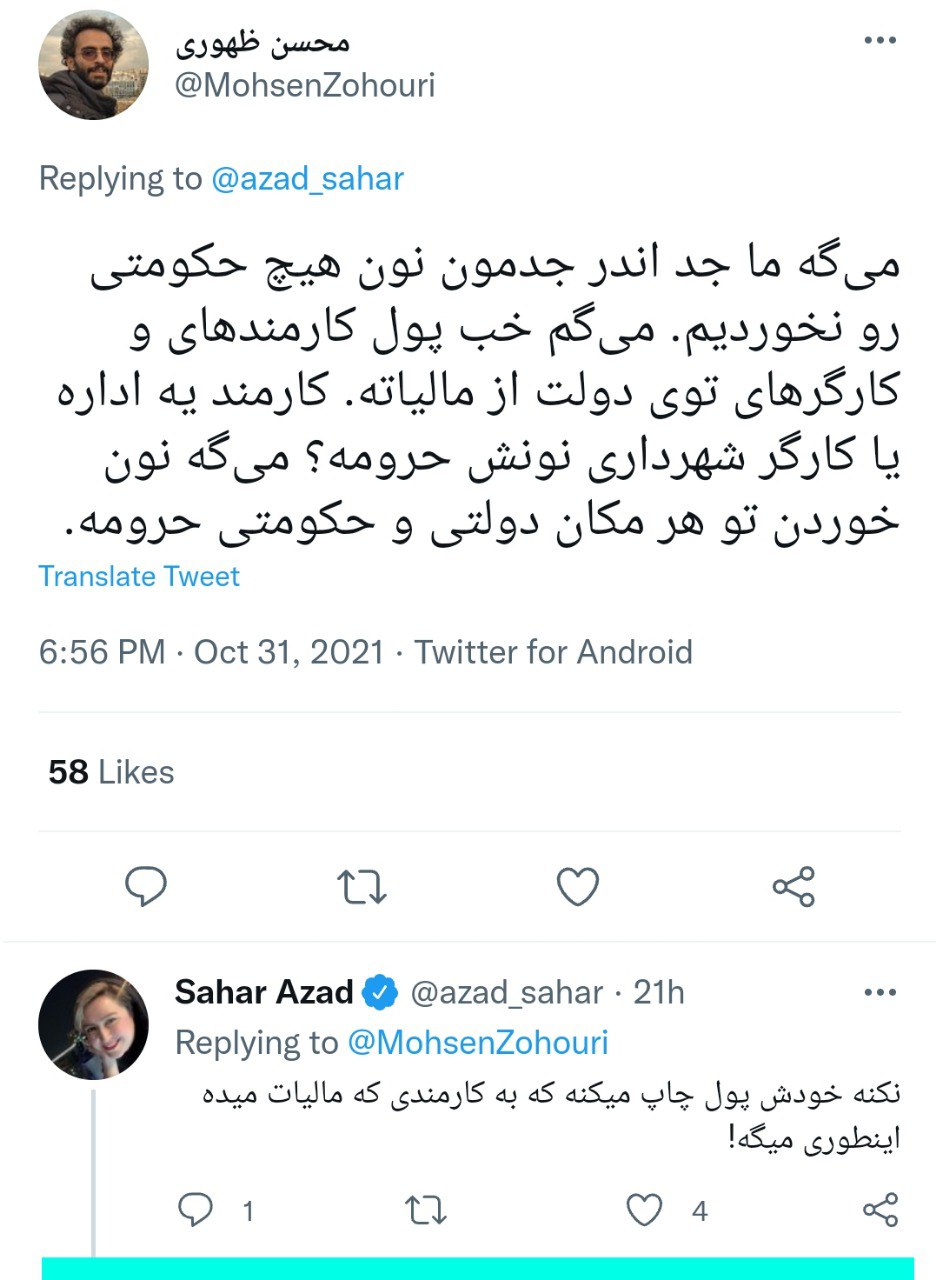 محسن ظهوری
@MohsenZohouri
Replying to @azad_sahar
می‌گه ما جد اندر جدمون نون هیچ حکومتی
رو نخوردیم. می‌گم خب پول کارمندهای و
کارگرهای توی دولت از مالیاته. کارمند یه اداره
یا کارگر شهرداری نونش حرومه؟ می‌گه نون
خوردن تو هر مکان دولتی و حکومتی حرومه.
Translate Tweet
6:56 PM · Oct 31, 2021 · Twitter for Android
58 Likes
Sahar Azad @azad_sahar · 21h
Replying to @MohsenZohouri
نکنه خودش پول چاپ میکنه که به کارمندی که مالیات میده
اینطوری میگه!
1 4